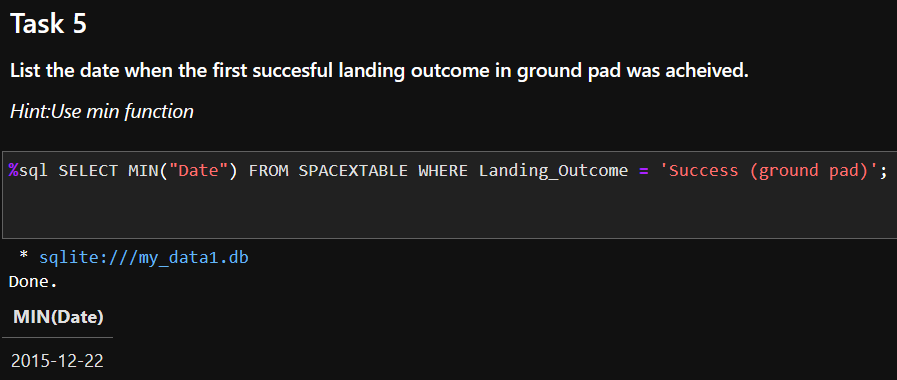 Task 5
List the date when the first succesful landing outcome in ground pad was acheived.
Hint:Use min function
%sql SELECT MIN("Date") FROM SPACEXTABLE WHERE Landing_Outcome = 'Success (ground pad)';
* sqlite:///my_data1.db
Done.
MIN(Date)
2015-12-22